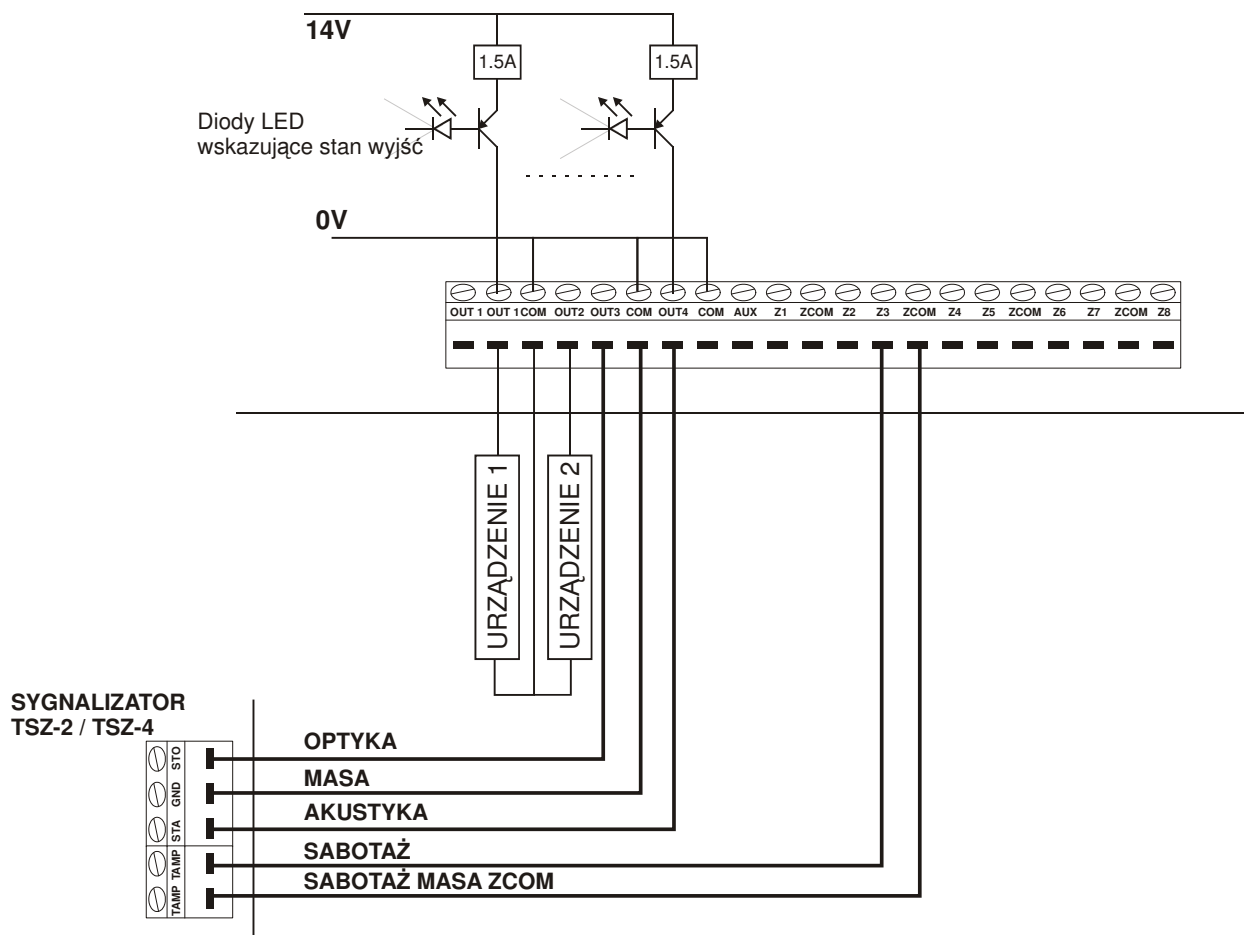 14V
1.5A
1.5A
Diody LED
wskazujące stan wyjść
0V
OUT 1 OUT 1 COM OUT2 OUT3 COM OUT4 COM AUX Z1 ZCOM Z2 Z3 ZCOM Z4 Z5 ZCOM Z6 Z7 ZCOM Z8
URZĄDZENIE 1
URZĄDZENIE 2
SYGNALIZATOR
TSZ-2 / TSZ-4
STO
OPTYKA
GND
MASA
STA
AKUSTYKA
TAMP
SABOTAŻ
TAMP
SABOTAŻ MASA ZCOM